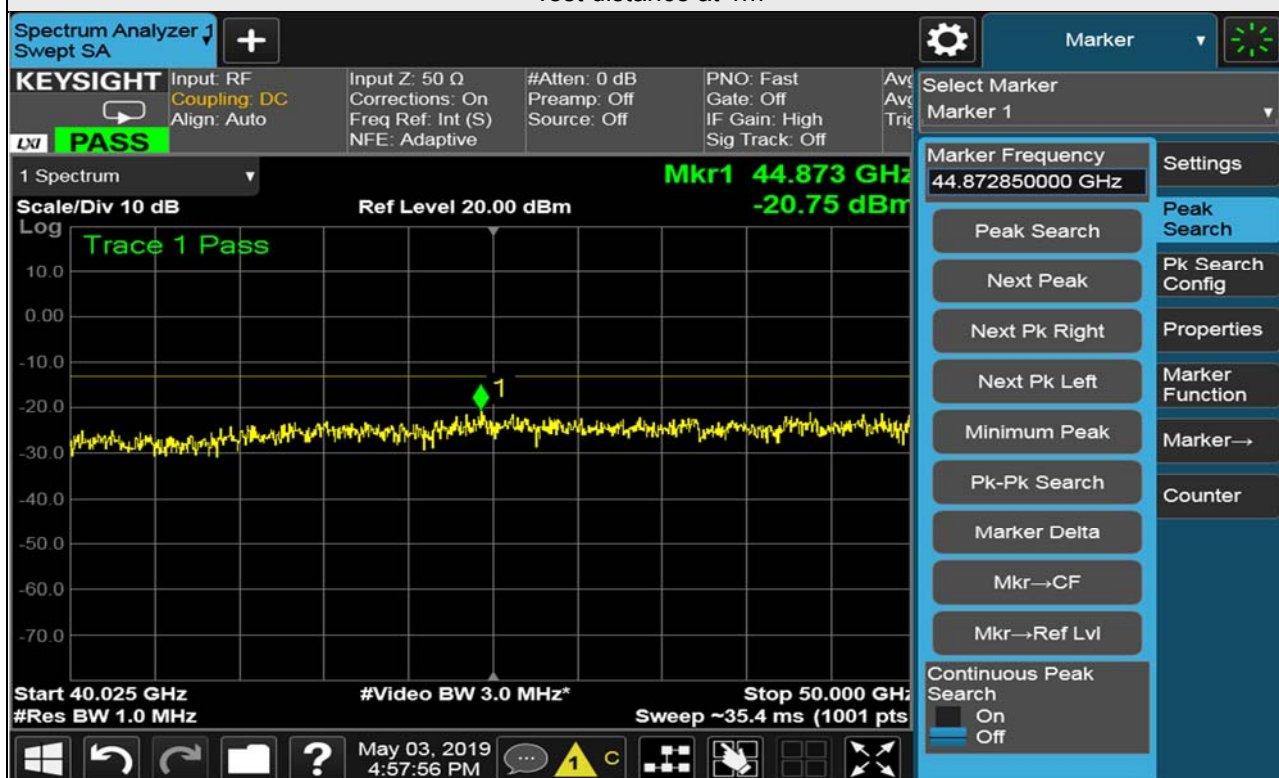 Test distance at 1m
Spectrum Analyzer 1
Swept SA
Marker
KEYSIGHT
Input: RF
Coupling: DC
Align: Auto
Input Z: 50 Ω
Corrections: On
Freq Ref: Int (S)
NFE: Adaptive
#Atten: 0 dB
Preamp: Off
Source: Off
PNO: Fast
Gate: Off
IF Gain: High
Sig Track: Off
LXI
PASS
Select Marker
Marker 1
1 Spectrum
Mkr1 44.873 GHz
-20.75 dBm
Scale/Div 10 dB
Ref Level 20.00 dBm
Log
Trace 1 Pass
10.0
0.00
-10.0
-20.0
-30.0
-40.0
-50.0
-60.0
-70.0
1
Start 40.025 GHz
#Video BW 3.0 MHz*
Stop 50.000 GHz
#Res BW 1.0 MHz
Sweep ~35.4 ms (1001 pts
Marker Frequency
44.872850000 GHz
Peak Search
Next Peak
Next Pk Right
Next Pk Left
Minimum Peak
Pk-Pk Search
Marker Delta
Mkr→CF
Mkr→Ref Lvl
Continuous Peak
Search
On
Off
Settings
Peak
Search
Pk Search
Config
Properties
Marker
Function
Marker→
Counter
?
May 03, 2019
4:57:56 PM
1
C